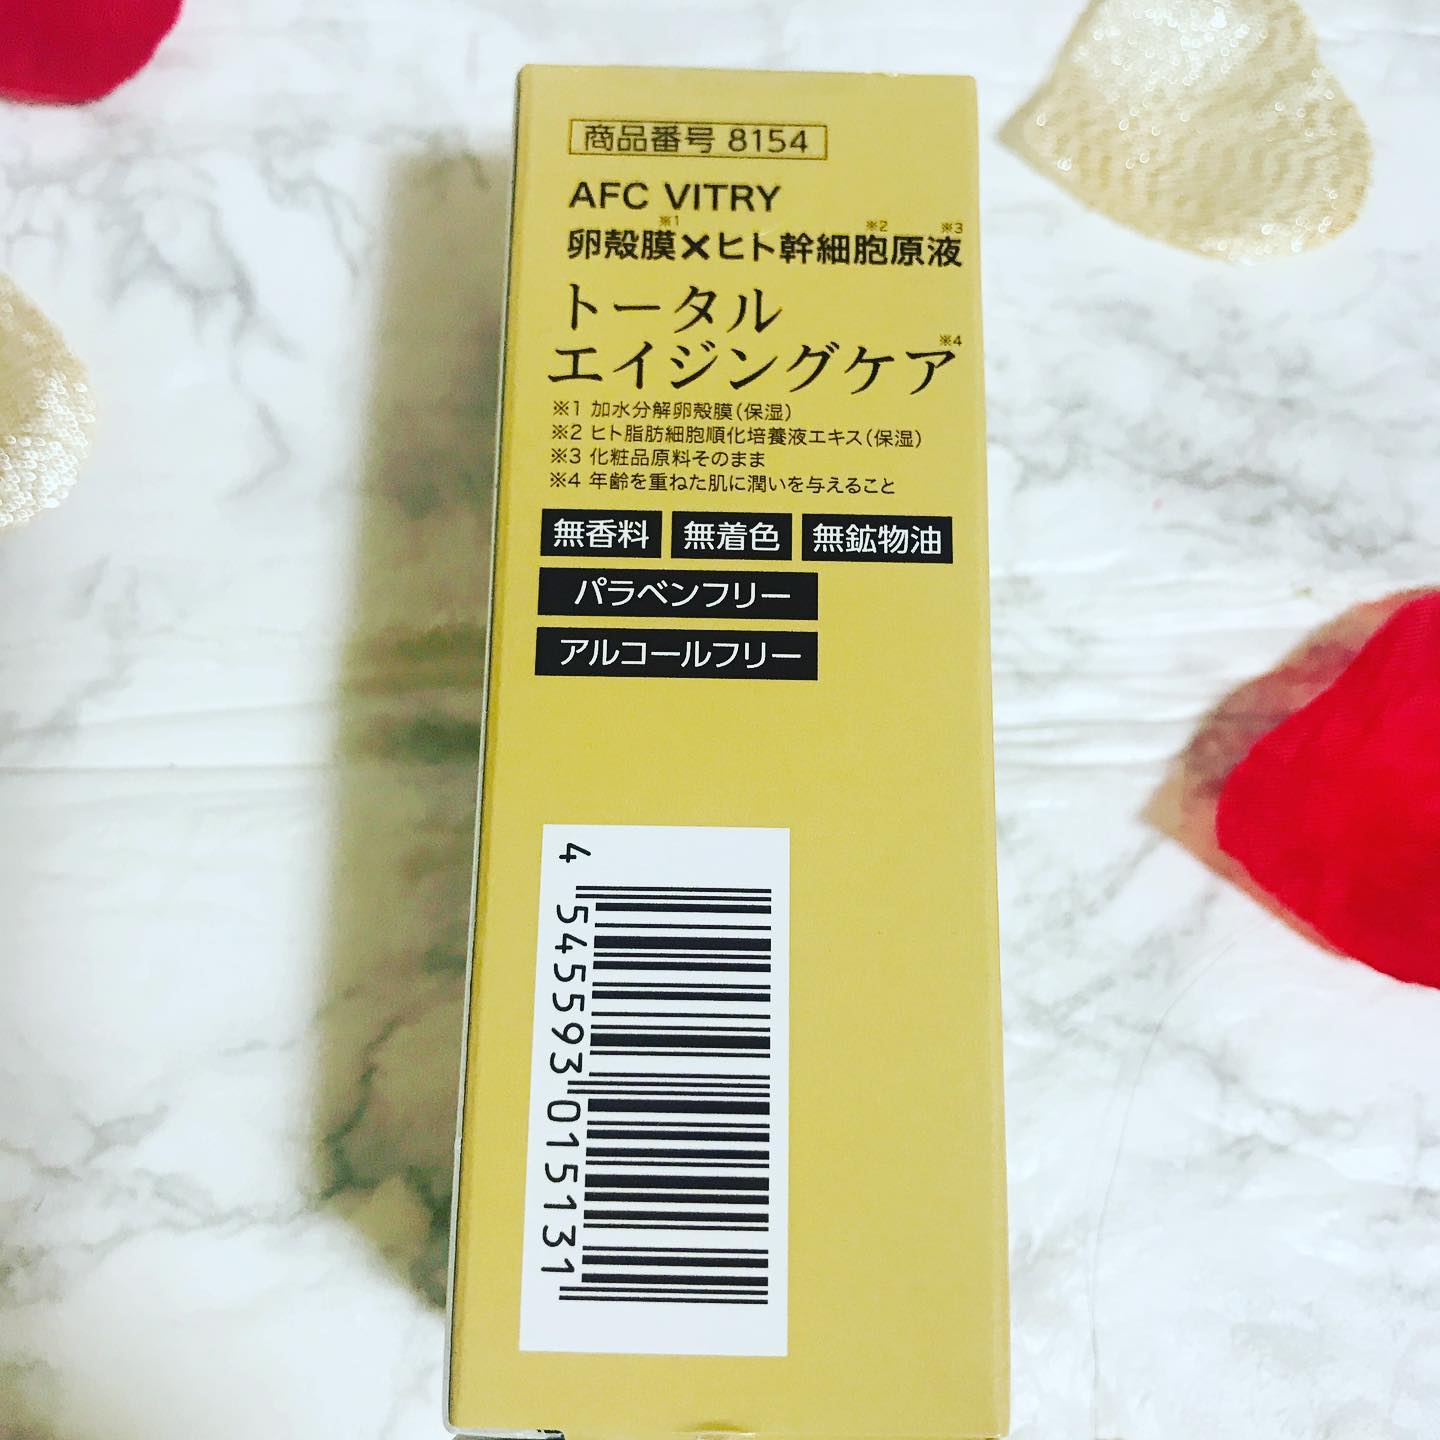 商品番号 8154
AFC VITRY
卵殻膜※1×ヒト幹細胞※2原液※3
トータル
エイジングケア※4
※1 加水分解卵殻膜(保湿)
※2 ヒト脂肪細胞順化培養液エキス(保湿)
※3 化粧品原料そのまま
※4 年齢を重ねた肌に潤いを与えること
無香料 無着色 無鉱物油
パラベンフリー
アルコールフリー
4 545593 015131